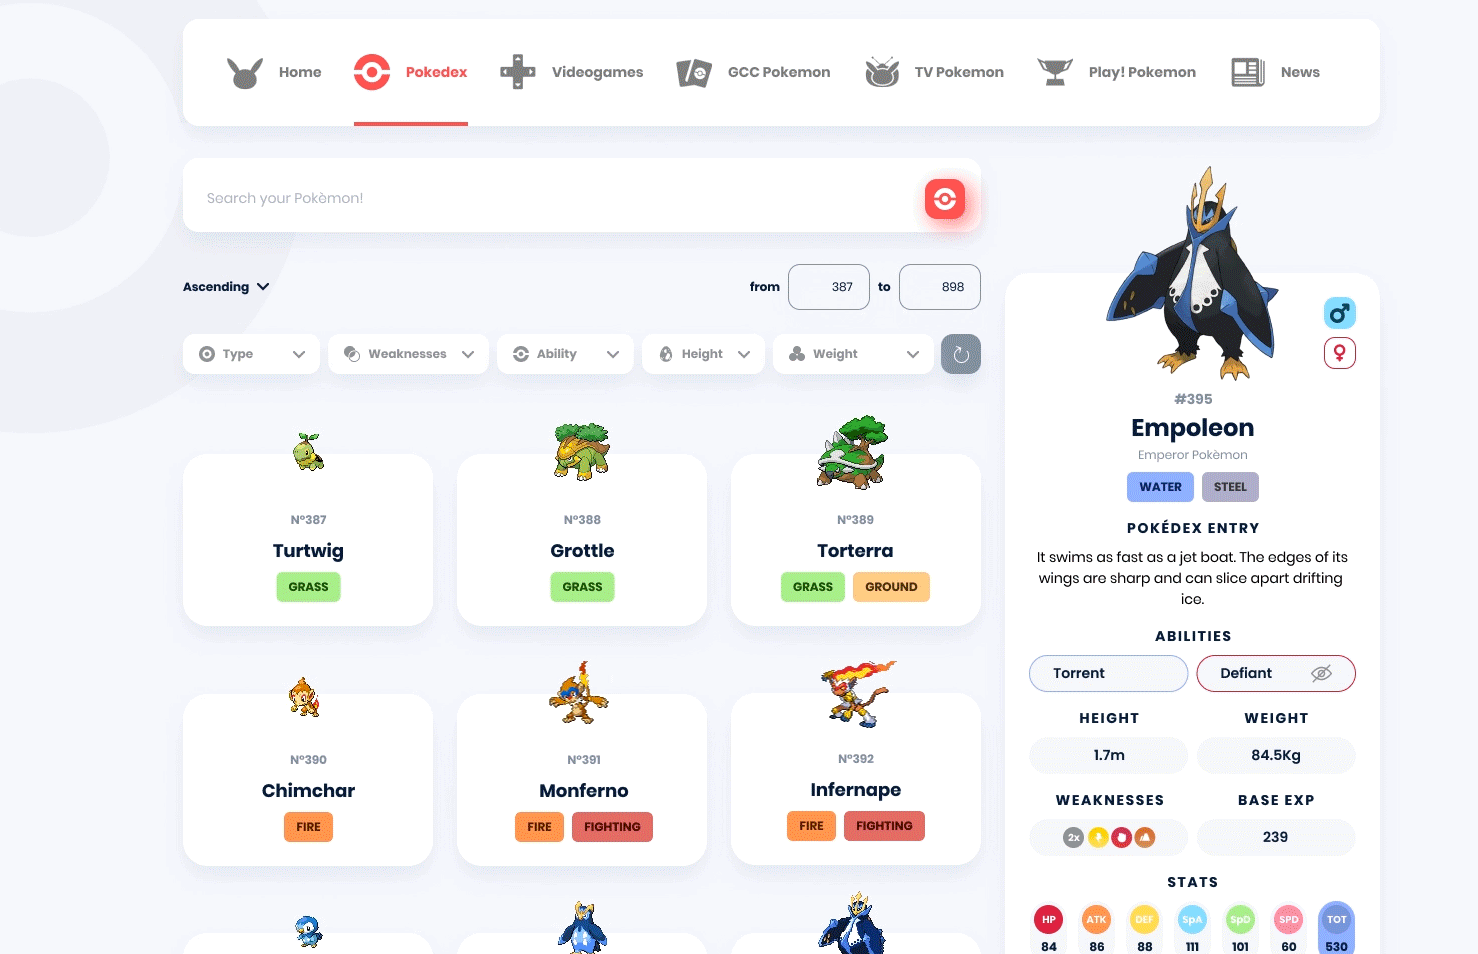 Home
Pokedex
Videogames
GCC Pokemon
TV Pokemon
Play! Pokemon
News
Search your Pokèmon!
Ascending
from 387 to 898
Type
Weaknesses
Ability
Height
Weight
N°387
Turtwig
GRASS
N°388
Grottle
GRASS
N°389
Torterra
GRASS GROUND
N°390
Chimchar
FIRE
N°391
Monferno
FIRE FIGHTING
N°392
Infernape
FIRE FIGHTING
#395
Empoleon
Emperor Pokèmon
WATER STEEL
POKÉDEX ENTRY
It swims as fast as a jet boat. The edges of its
wings are sharp and can slice apart drifting
ice.
ABILITIES
Torrent Defiant
HEIGHT WEIGHT
1.7m 84.5Kg
WEAKNESSES BASE EXP
2x 239
STATS
HP ATK DEF SpA SpD SPD TOT
84 86 88 111 101 60 530